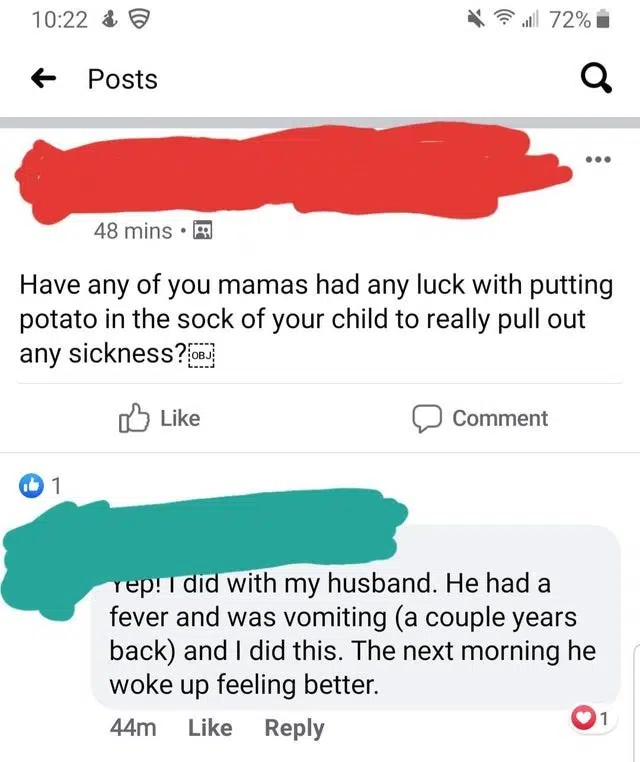 10:22 72%
Posts
48 mins •
Have any of you mamas had any luck with putting
potato in the sock of your child to really pull out
any sickness?￼
Like Comment
1
Yep! I did with my husband. He had a
fever and was vomiting (a couple years
back) and I did this. The next morning he
woke up feeling better.
44m Like Reply 1